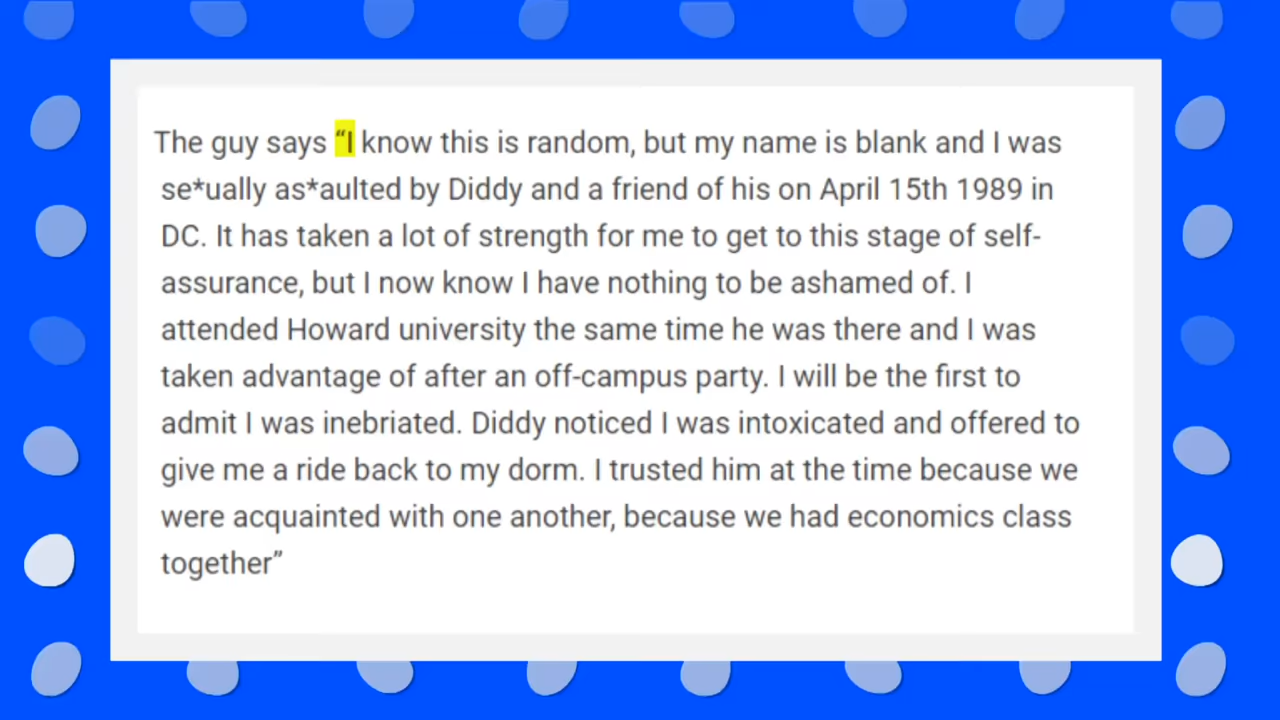 The guy says “I know this is random, but my name is blank and I was
se*ually as*aulted by Diddy and a friend of his on April 15th 1989 in
DC. It has taken a lot of strength for me to get to this stage of self-
assurance, but I now know I have nothing to be ashamed of. I
attended Howard university the same time he was there and I was
taken advantage of after an off-campus party. I will be the first to
admit I was inebriated. Diddy noticed I was intoxicated and offered to
give me a ride back to my dorm. I trusted him at the time because we
were acquainted with one another, because we had economics class
together”